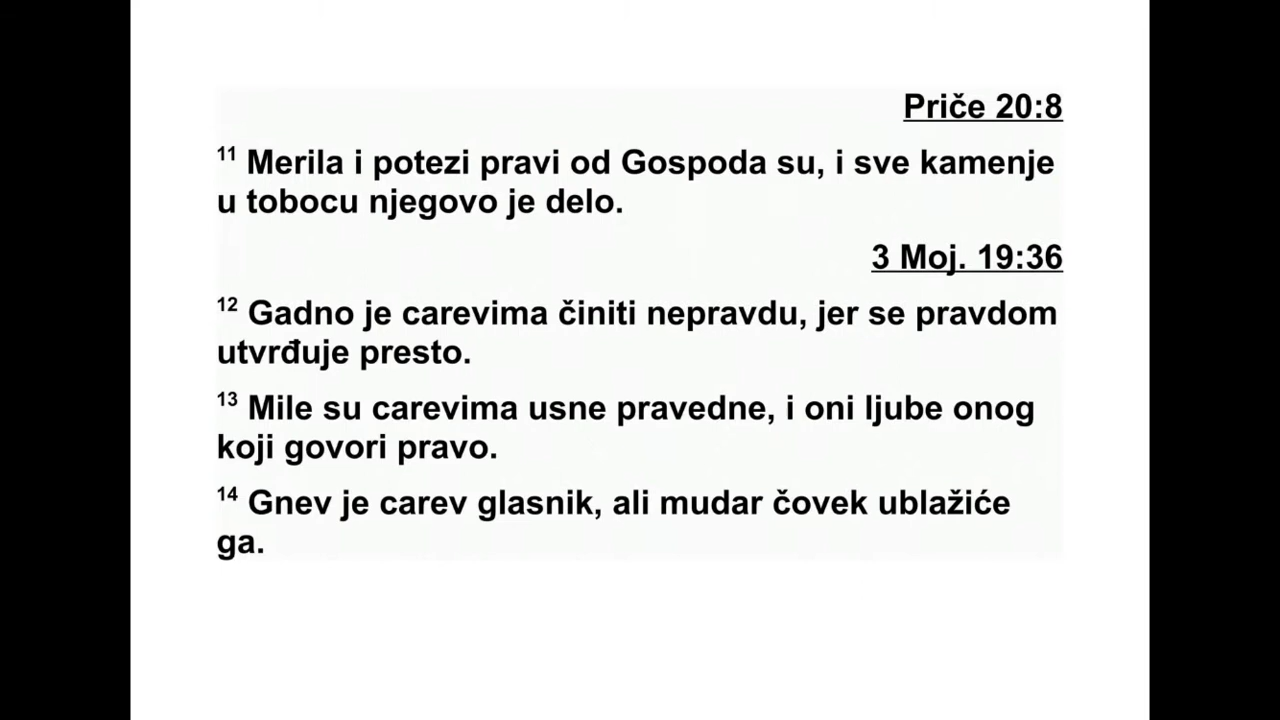 Priče 20:8
11 Merila i potezi pravi od Gospoda su, i sve kamenje
u tobocu njegovo je delo.
3 Moj. 19:36
12 Gadno je carevima činiti nepravdu, jer se pravdom
utvrđuje presto.
13 Mile su carevima usne pravedne, i oni ljube onog
koji govori pravo.
14 Gnev je carev glasnik, ali mudar čovek ublažiće
ga.